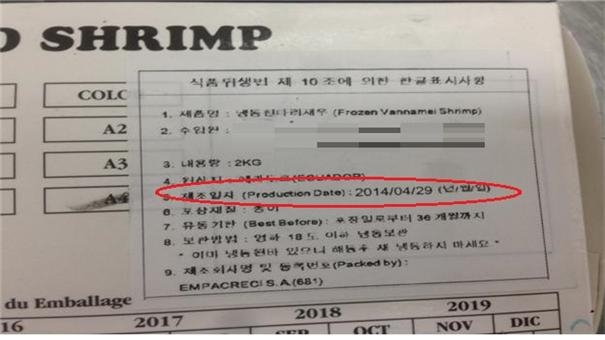 D SHRIMP
COLO
A2
A3
A4
식품위생법 제 10조에 의한 한글표시사항
1. 제품명 : 냉동흰다리새우 (Frozen Vannamei Shrimp)
2. 수입원 :
3. 내용량 : 2KG
4. 원산지 : 에콰도르(ECUADOR)
5. 제조일자 (Production Date) : 2014/04/29 (년/월/일)
6. 포장재질 : 종이
7. 유통기한 (Best Before) : 포장일로부터 36 개월까지
8. 보관방법 : 영하 18도 이하 냉동보관
" 이미 냉동된바 있으니 해동후 재 냉동하지 마세요 "
9. 제조회사명 및 등록번호(Packed by) :
EMPACRECI S.A.(681)
du Emballage
16 2017 2018 2019
SEP OCT NOV DIC